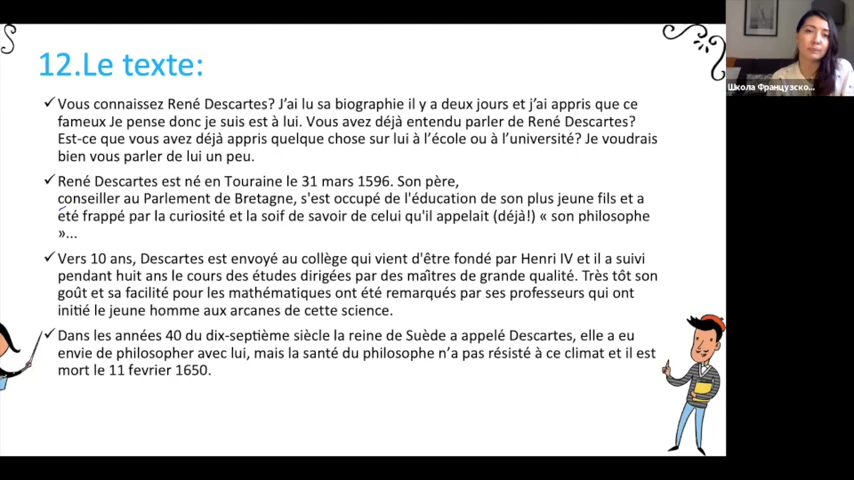 12.Le texte:
Школа Французско...
✓Vous connaissez René Descartes? J'ai lu sa biographie il y a deux jours et j'ai appris que ce
fameux Je pense donc je suis est à lui. Vous avez déjà entendu parler de René Descartes?
Est-ce que vous avez déjà appris quelque chose sur lui à l'école ou à l'université? Je voudrais
bien vous parler de lui un peu.
✓René Descartes est né en Touraine le 31 mars 1596. Son père,
conseiller au Parlement de Bretagne, s'est occupé de l'éducation de son plus jeune fils et a
été frappé par la curiosité et la soif de savoir de celui qu'il appelait (déjà!) « son philosophe
»...
✓Vers 10 ans, Descartes est envoyé au collège qui vient d'être fondé par Henri IV et il a suivi
pendant huit ans le cours des études dirigées par des maîtres de grande qualité. Très tôt son
goût et sa facilité pour les mathématiques ont été remarqués par ses professeurs qui ont
initié le jeune homme aux arcanes de cette science.
✓Dans les années 40 du dix-septième siècle la reine de Suède a appelé Descartes, elle a eu
envie de philosopher avec lui, mais la santé du philosophe n'a pas résisté à ce climat et il est
mort le 11 fevrier 1650.